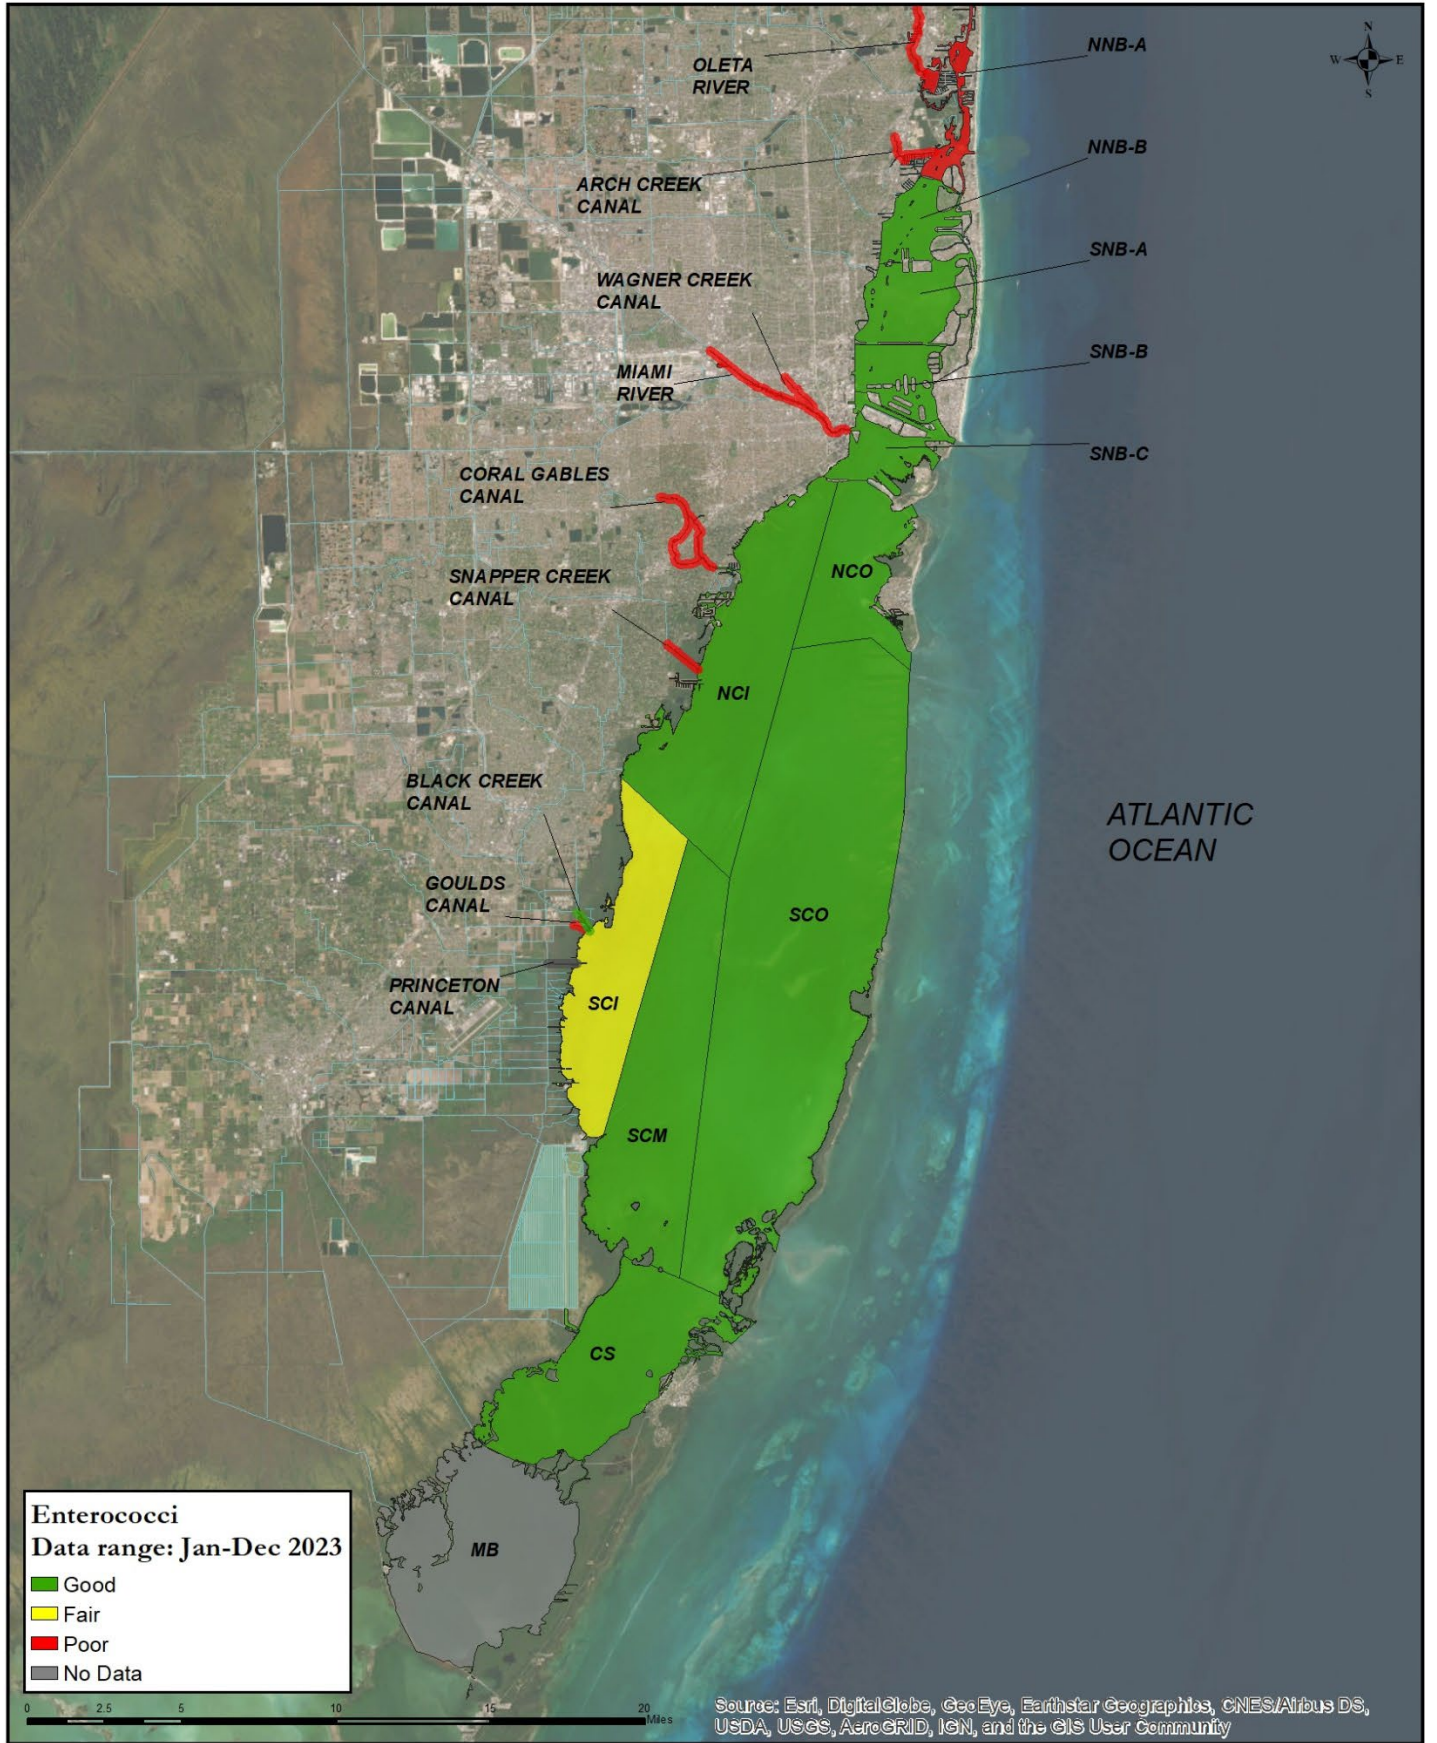 N
W E
S
OLETA
RIVER
NNB-A
NNB-B
ARCH CREEK
CANAL
SNB-A
WAGNER CREEK
CANAL
SNB-B
MIAMI
RIVER
SNB-C
CORAL GABLES
CANAL
NCO
SNAPPER CREEK
CANAL
NCI
BLACK CREEK
CANAL
ATLANTIC
OCEAN
GOULDS
CANAL
SCO
PRINCETON
CANAL
SCI
SCM
CS
MB
Enterococci
Data range: Jan-Dec 2023
Good
Fair
Poor
No Data
0 2.5 5 10 15 20
Miles
Source: Esri, DigitalGlobe, GeoEye, Earthstar Geographics, CNES/Airbus DS,
USDA, USGS, AeroGRID, IGN, and the GIS User Community